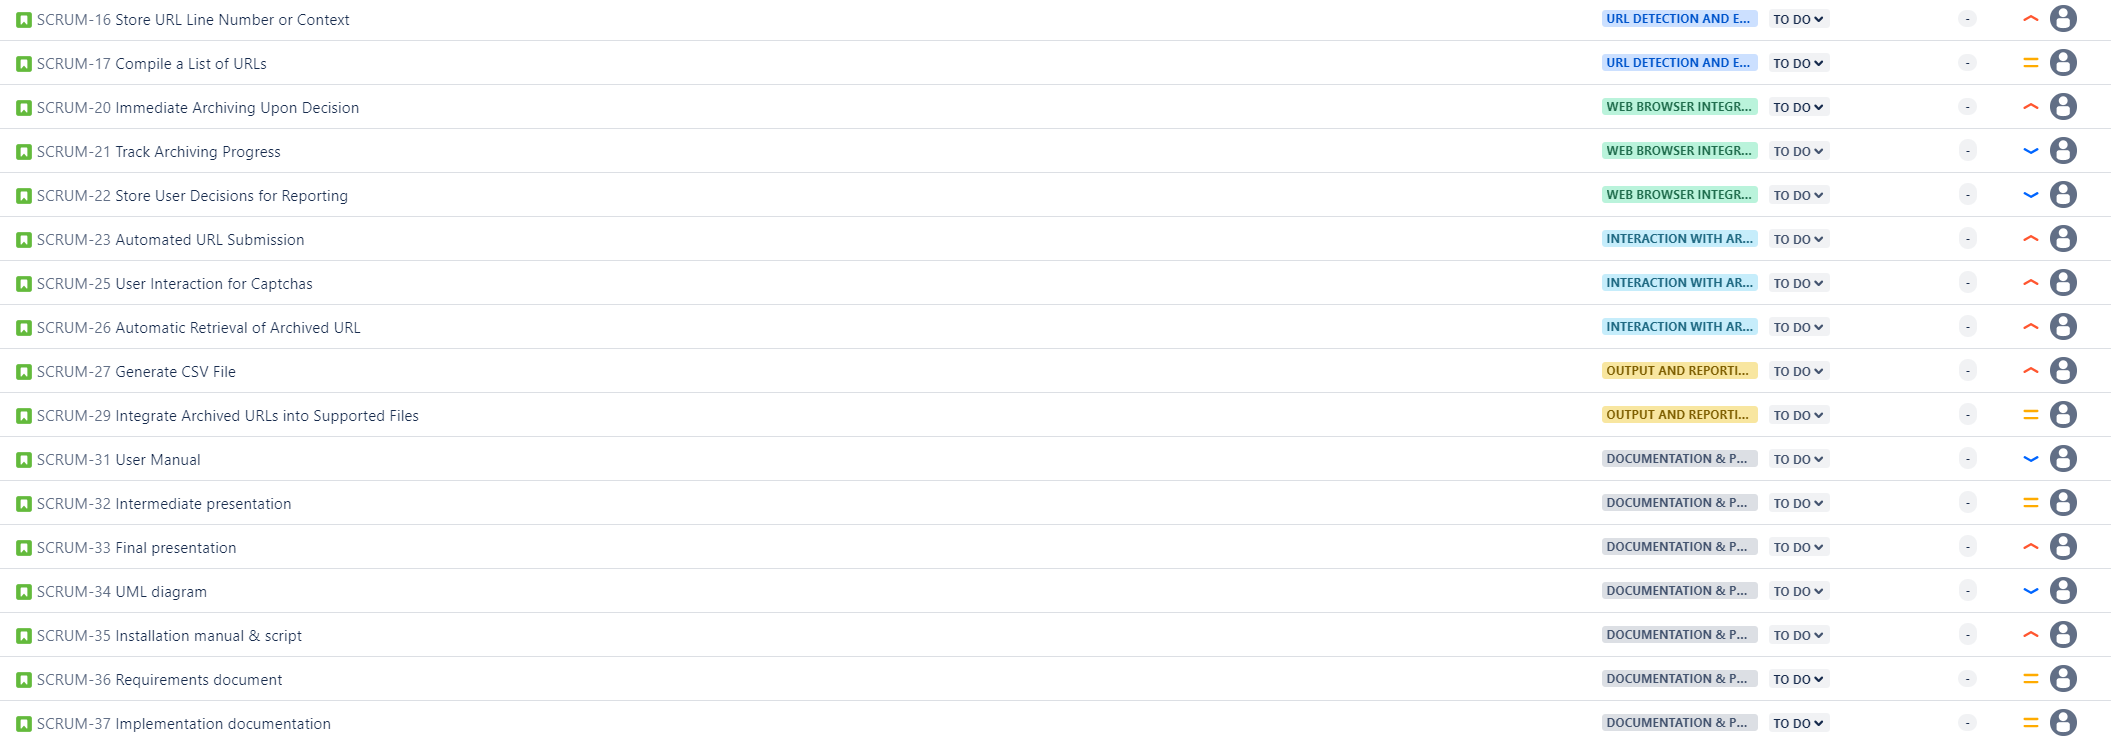 SCRUM-16 Store URL Line Number or Context URL DETECTION AND E... TO DO -
SCRUM-17 Compile a List of URLs URL DETECTION AND E... TO DO -
SCRUM-20 Immediate Archiving Upon Decision WEB BROWSER INTEGR... TO DO -
SCRUM-21 Track Archiving Progress WEB BROWSER INTEGR... TO DO -
SCRUM-22 Store User Decisions for Reporting WEB BROWSER INTEGR... TO DO -
SCRUM-23 Automated URL Submission INTERACTION WITH AR... TO DO -
SCRUM-25 User Interaction for Captchas INTERACTION WITH AR... TO DO -
SCRUM-26 Automatic Retrieval of Archived URL INTERACTION WITH AR... TO DO -
SCRUM-27 Generate CSV File OUTPUT AND REPORTI... TO DO -
SCRUM-29 Integrate Archived URLs into Supported Files OUTPUT AND REPORTI... TO DO -
SCRUM-31 User Manual DOCUMENTATION & P... TO DO -
SCRUM-32 Intermediate presentation DOCUMENTATION & P... TO DO -
SCRUM-33 Final presentation DOCUMENTATION & P... TO DO -
SCRUM-34 UML diagram DOCUMENTATION & P... TO DO -
SCRUM-35 Installation manual & script DOCUMENTATION & P... TO DO -
SCRUM-36 Requirements document DOCUMENTATION & P... TO DO -
SCRUM-37 Implementation documentation DOCUMENTATION & P... TO DO -